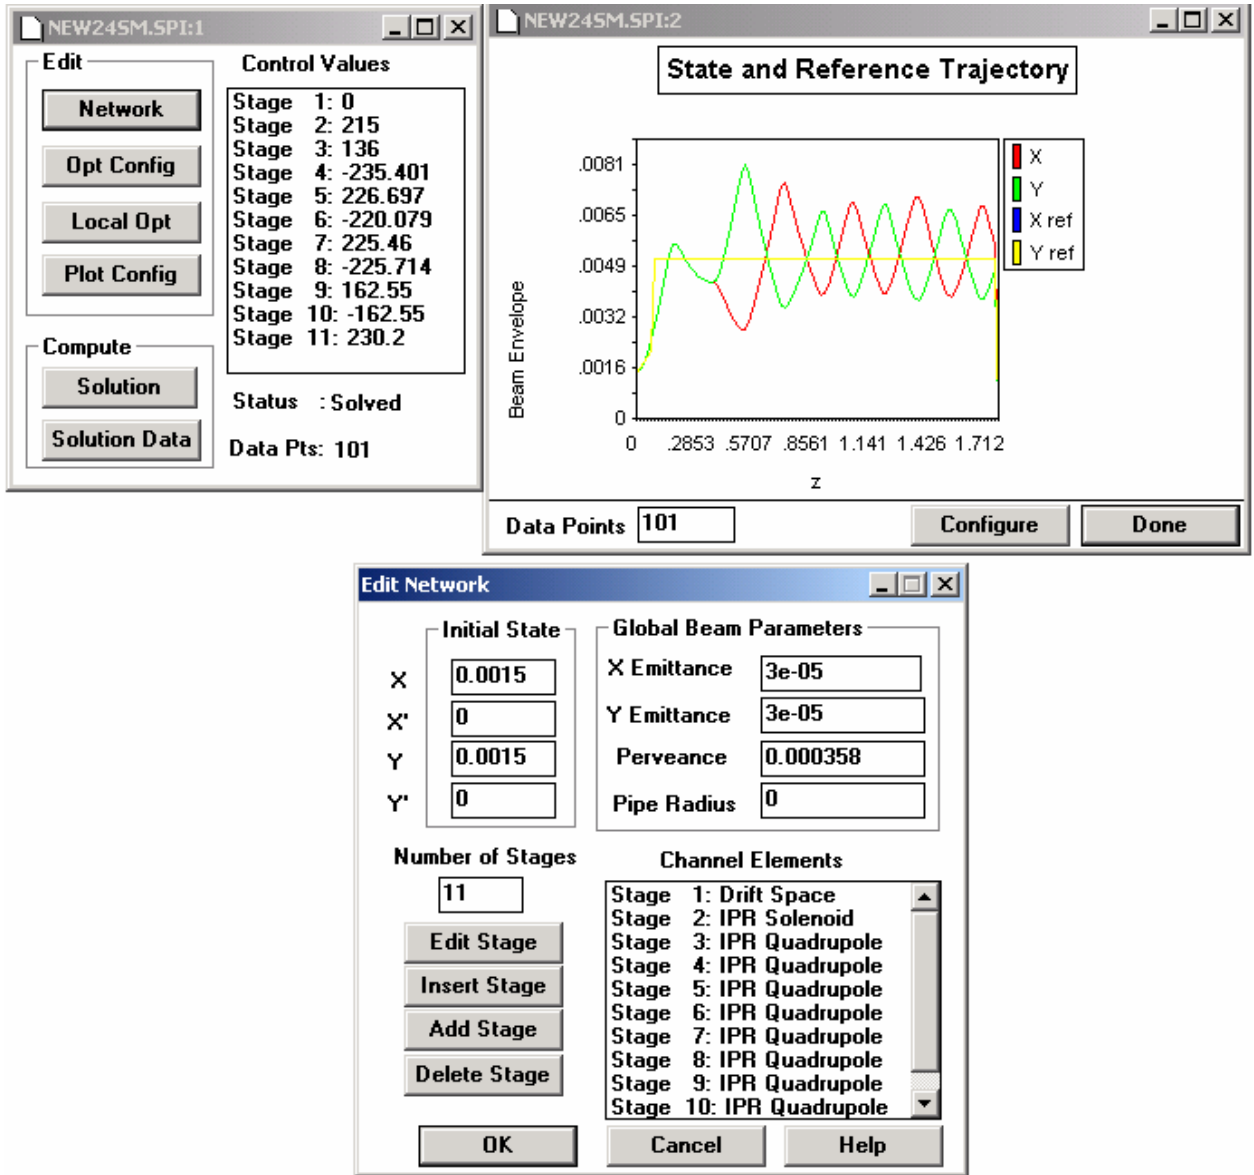 NEW24SM.SPI:1
Edit
Network
Opt Config
Local Opt
Plot Config
Compute
Solution
Solution Data
Control Values
Stage 1: 0
Stage 2: 215
Stage 3: 136
Stage 4: -235.401
Stage 5: 226.697
Stage 6: -220.079
Stage 7: 225.46
Stage 8: -225.714
Stage 9: 162.55
Stage 10: -162.55
Stage 11: 230.2
Status : Solved
Data Pts: 101
NEW24SM.SPI:2
State and Reference Trajectory
Beam Envelope
.0081
.0065
.0049
.0032
.0016
0
0 .2853 .5707 .8561 1.141 1.426 1.712
z
X
Y
X ref
Y ref
Data Points 101
Configure
Done
Edit Network
Initial State
X 0.0015
X' 0
Y 0.0015
Y' 0
Global Beam Parameters
X Emittance 3e-05
Y Emittance 3e-05
Perveance 0.000358
Pipe Radius 0
Number of Stages
11
Edit Stage
Insert Stage
Add Stage
Delete Stage
Channel Elements
Stage 1: Drift Space
Stage 2: IPR Solenoid
Stage 3: IPR Quadrupole
Stage 4: IPR Quadrupole
Stage 5: IPR Quadrupole
Stage 6: IPR Quadrupole
Stage 7: IPR Quadrupole
Stage 8: IPR Quadrupole
Stage 9: IPR Quadrupole
Stage 10: IPR Quadrupole
OK
Cancel
Help